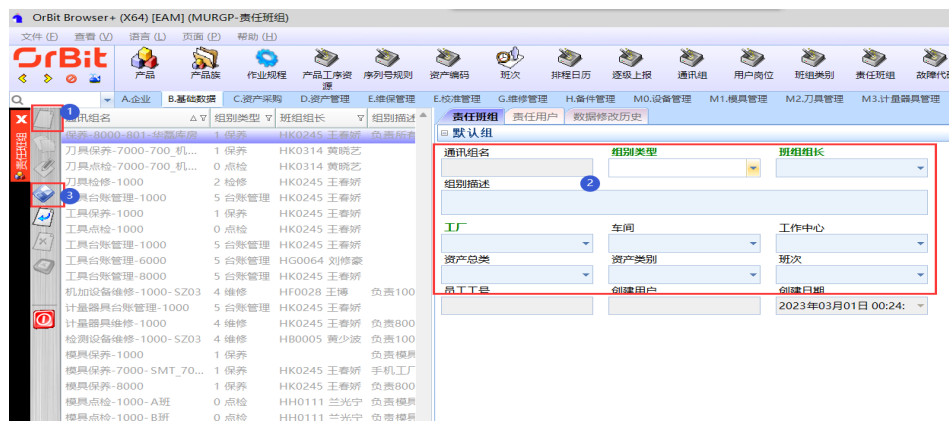 OrBit Browser+ (X64) [EAM] (MURGP-责任班组)
文件 (F) 查看 (V) 语言 (L) 页面 (P) 帮助 (H)
OrBit
产品 产品族 作业规程 产品工序资源 序列号规则 资产编码 班次 排程日历 逐级上报 通讯组 用户岗位 班组类别 责任班组 故障代
A.企业 B.基础数据 C.资产采购 D.资产管理 E.维保管理 E.校准管理 G.维修管理 H.备件管理 M0.设备管理 M1.模具管理 M2.刀具管理 M3.计量器具管理
1
通讯组名 组别类型 班组组长 组别描述
保养-8000-801-华磊库房 1 保养 HK0245 王春娇 负责所有
刀具保养-7000-700_机... 1 保养 HK0314 黄晓艺
刀具点检-7000-700_机... 0 点检 HK0314 黄晓艺
刀具检修-1000 2 检修 HK0245 王春娇
3
具台账管理-1000 5 台账管理 HK0245 王春娇
工具保养-1000 1 保养 HK0245 王春娇
工具点检-1000 0 点检 HK0245 王春娇
工具台账管理-1000 5 台账管理 HK0245 王春娇
工具台账管理-6000 5 台账管理 HG0064 刘修豪
工具台账管理-8000 5 台账管理 HK0245 王春娇
机加设备维修-1000-SZ03 4 维修 HF0028 王博 负责100
计量器具台账管理-1000 5 台账管理 HK0245 王春娇
计量器具维修-1000 4 维修 HK0245 王春娇 负责800
检测设备维修-1000-SZ03 4 维修 HB0005 黄少波 负责100
模具保养-1000 1 保养 负责模具
模具保养-7000-SMT_70... 1 保养 HK0245 王春娇 手机工厂
模具保养-8000 1 保养 HK0245 王春娇 负责800
模具点检-1000-A班 0 点检 HH0111 兰光宁 负责模具
模具点检-1000-B班 0 点检 HH0111 兰光宁 负责模具
责任班组 责任用户 数据修改历史
默认组
通讯组名 组别类型 班组组长
组别描述
2
工厂 车间 工作中心
资产总类 资产类别 班次
员工工号 创建用户 创建日期
2023年03月01日 00:24: